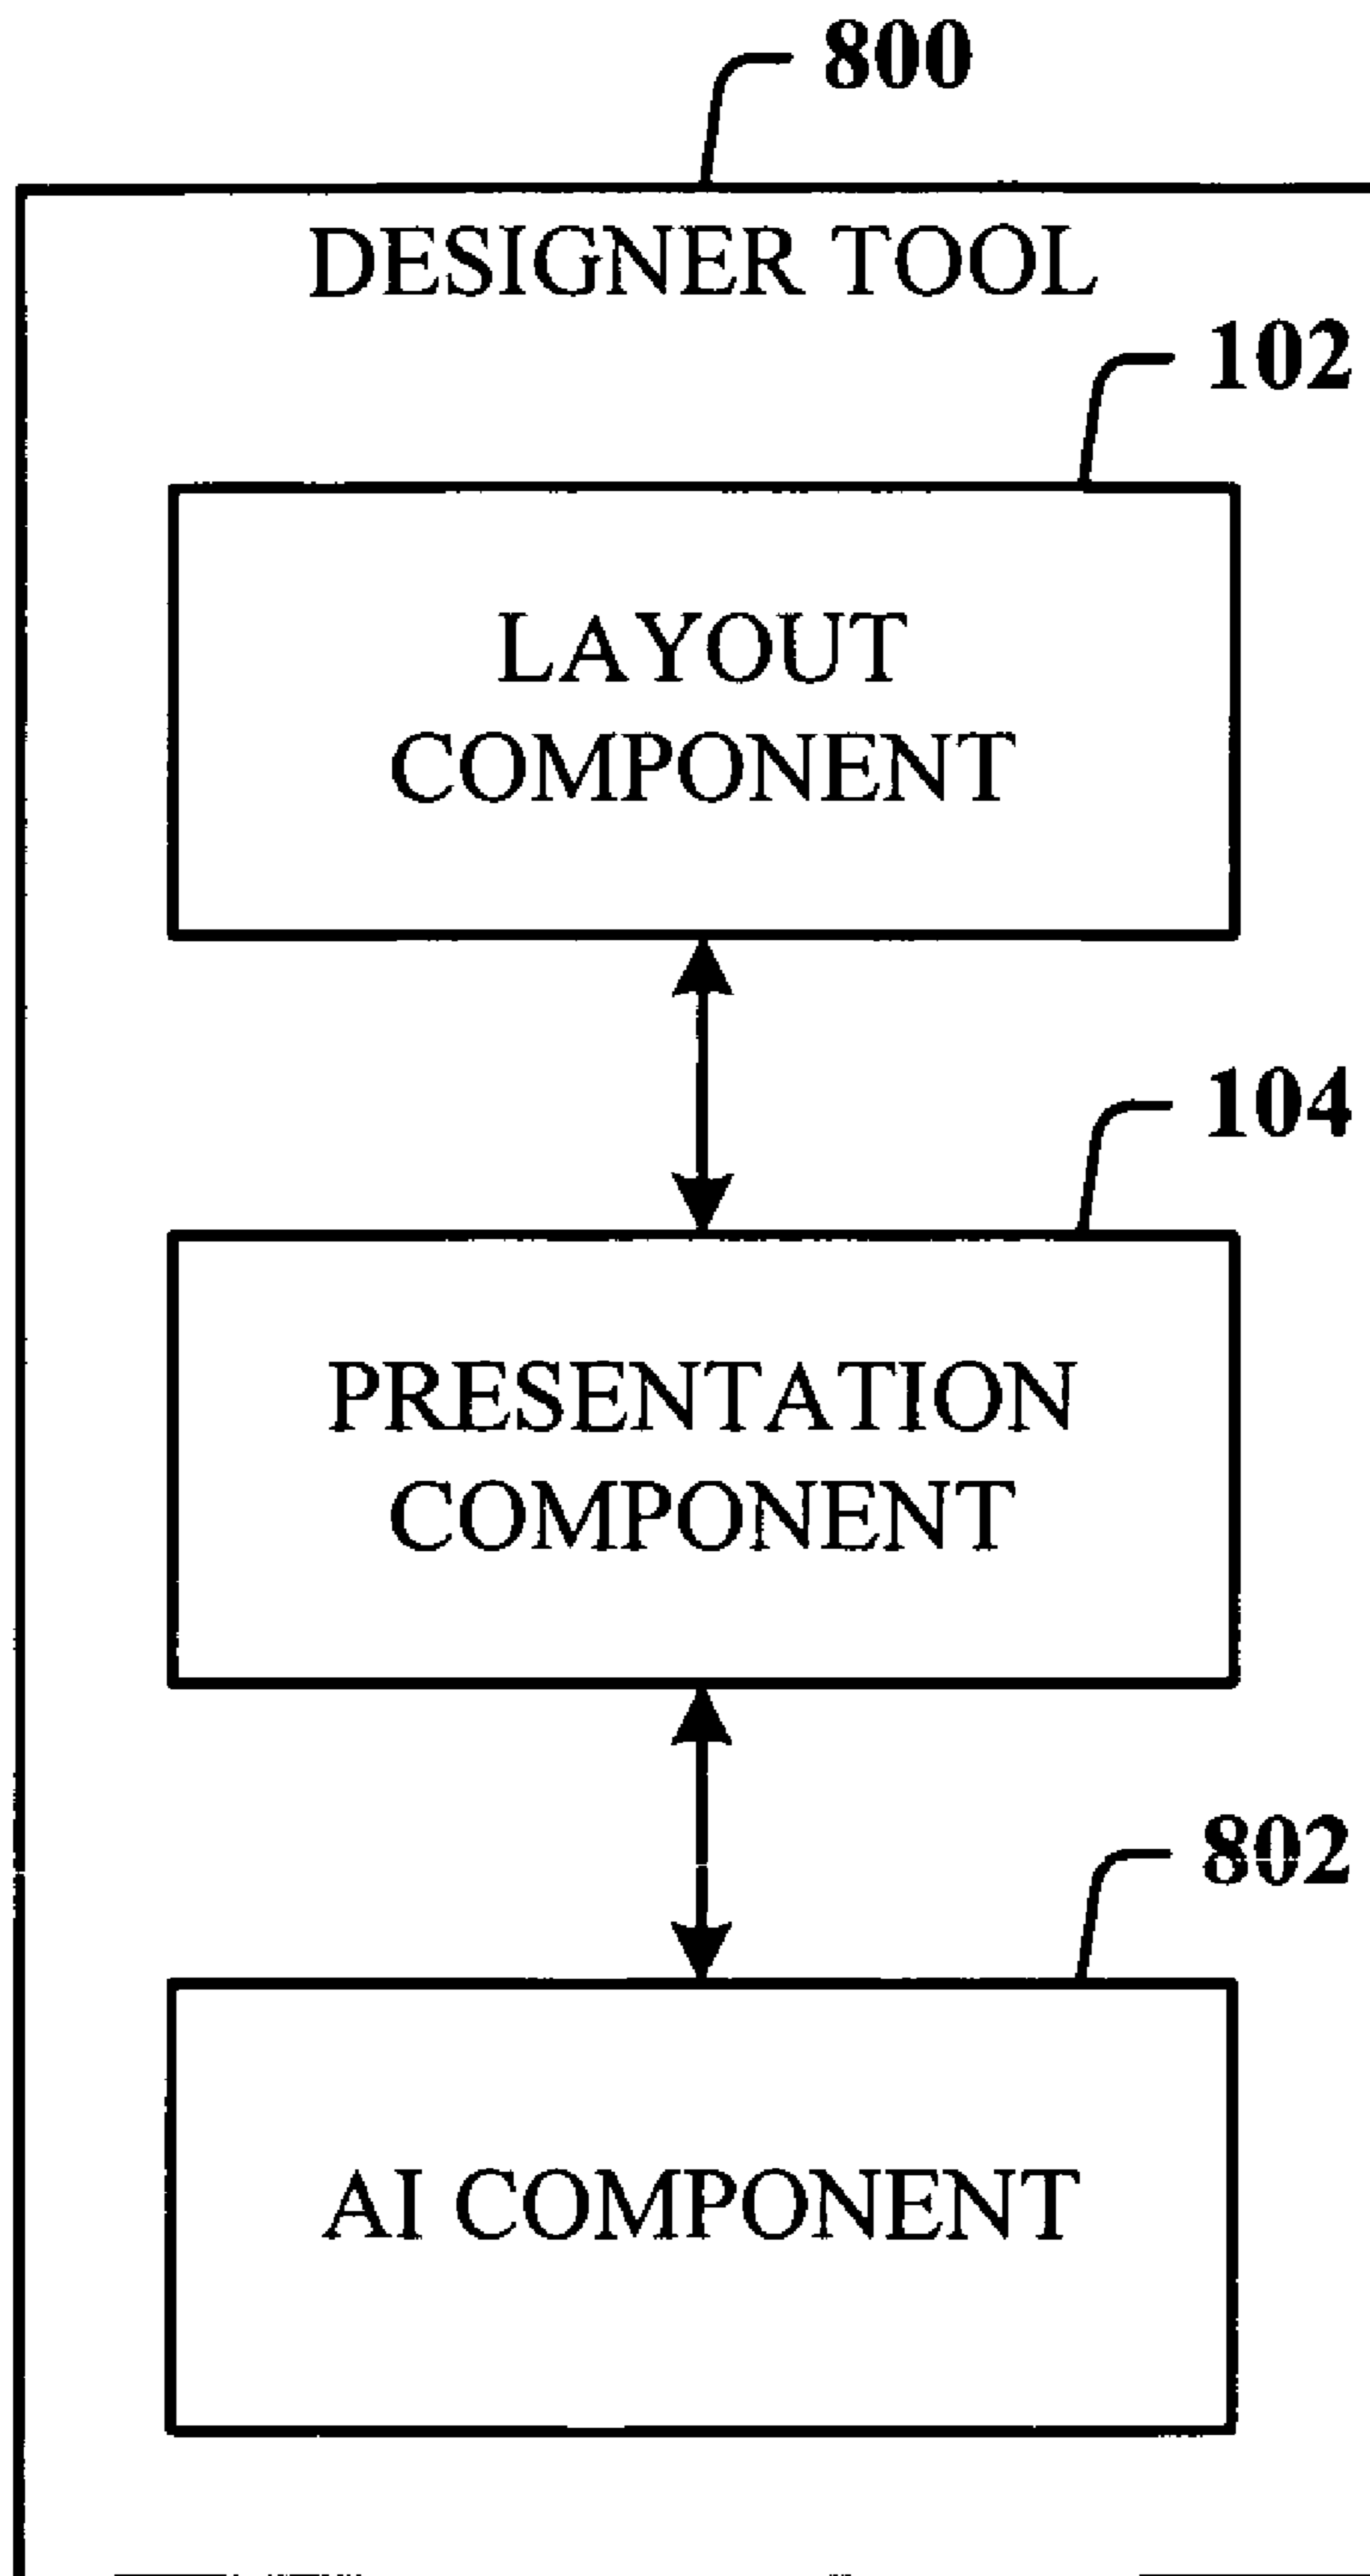 800
DESIGNER TOOL
102
LAYOUT
COMPONENT
104
PRESENTATION
COMPONENT
802
AI COMPONENT